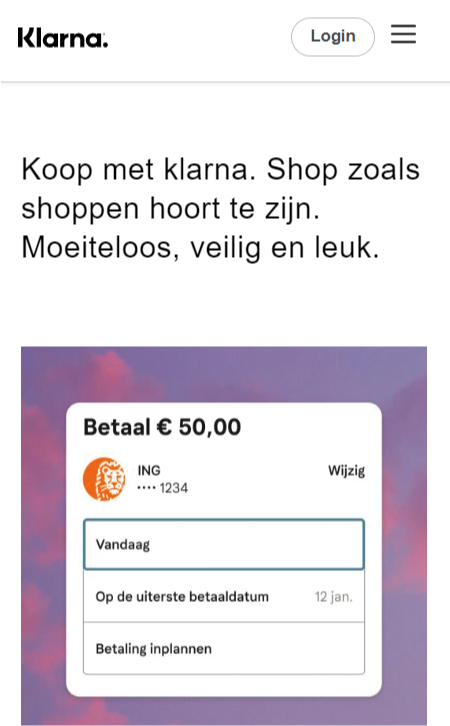 Klarna.
Login
Koop met klarna. Shop zoals
shoppen hoort te zijn.
Moeiteloos, veilig en leuk.
Betaal € 50,00
ING
Wijzig
•••• 1234
Vandaag
Op de uiterste betaaldatum 12 jan.
Betaling inplannen